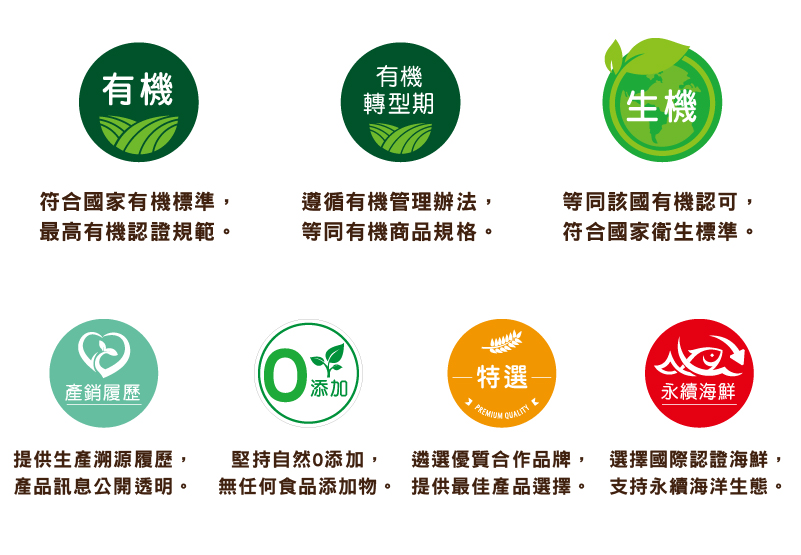 有機
有機
轉型期
生機
符合國家有機標準，
最高有機認證規範。
遵循有機管理辦法，
等同有機商品規格。
等同該國有機認可，
符合國家衛生標準。
產銷履歷
0添加
特選
PREMIUM QUALITY
永續海鮮
提供生產溯源履歷，
產品訊息公開透明。
堅持自然0添加，
無任何食品添加物。
遴選優質合作品牌，
提供最佳產品選擇。
選擇國際認證海鮮，
支持永續海洋生態。